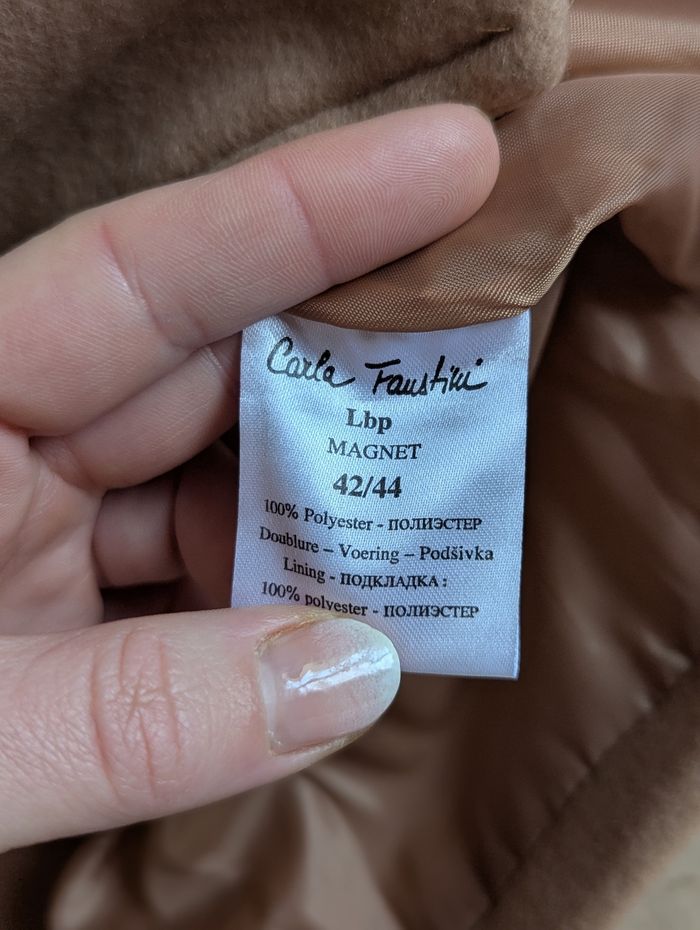 Carla Faustini
Lbp
MAGNET
42/44
100% Polyester - ПОЛИЭСТЕР
Doublure – Voering – Podšivka
Lining - ПОДКЛАДКА :
100% polyester - ПОЛИЭСТЕР